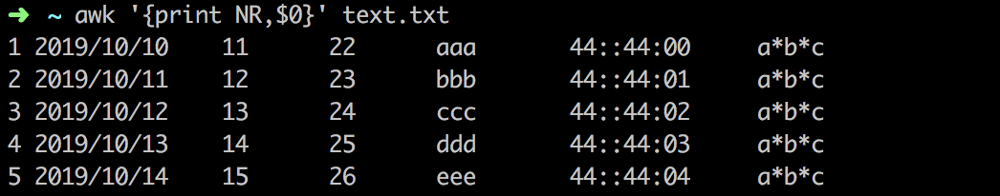 ➜ ~ awk '{print NR,$0}' text.txt
1 2019/10/10 11 22 aaa 44::44:00 a*b*c
2 2019/10/11 12 23 bbb 44::44:01 a*b*c
3 2019/10/12 13 24 ccc 44::44:02 a*b*c
4 2019/10/13 14 25 ddd 44::44:03 a*b*c
5 2019/10/14 15 26 eee 44::44:04 a*b*c